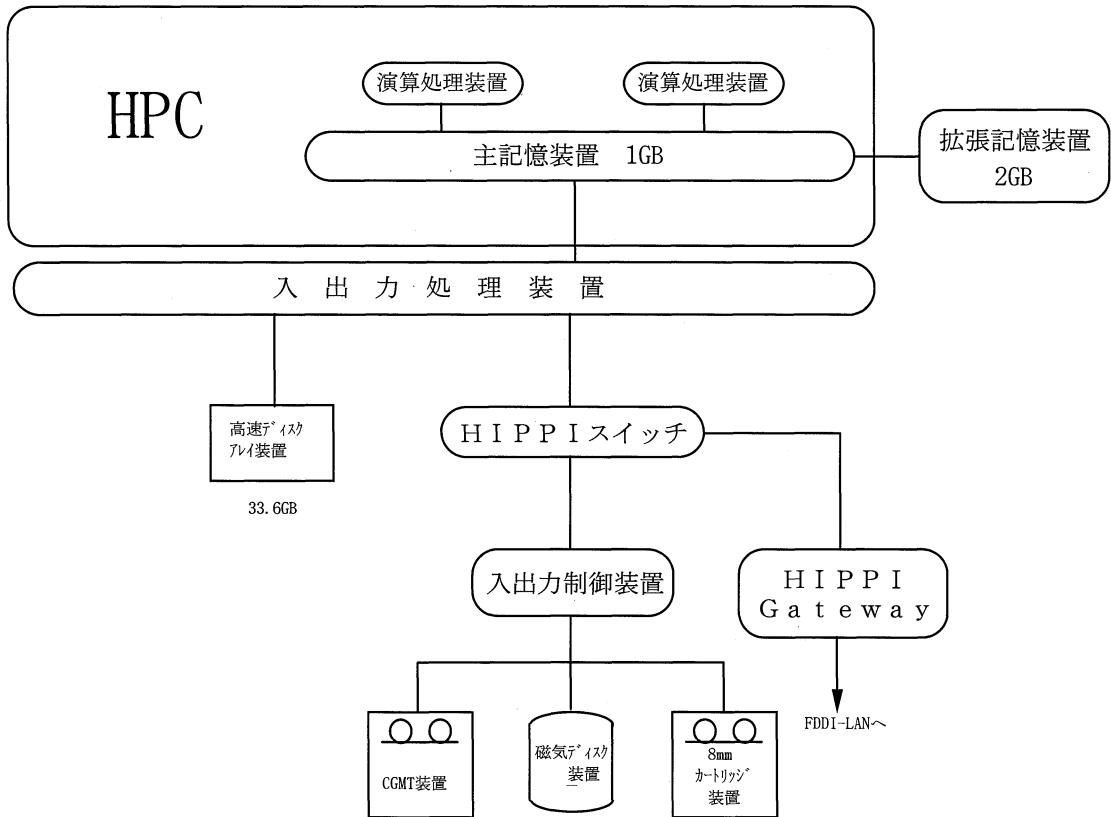 HPC
演算処理装置
演算処理装置
主記憶装置 1GB
拡張記憶装置
2GB
入出力処理装置
高速ディスク
アレイ装置
33.6GB
ＨＩＰＰＩスイッチ
入出力制御装置
ＨＩＰＰＩ
Ｇａｔｅｗａｙ
FDDI-LANへ
CGMT装置
磁気ディスク
装置
8mm
カートリッジ
装置